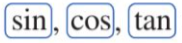 sin, cos, tan